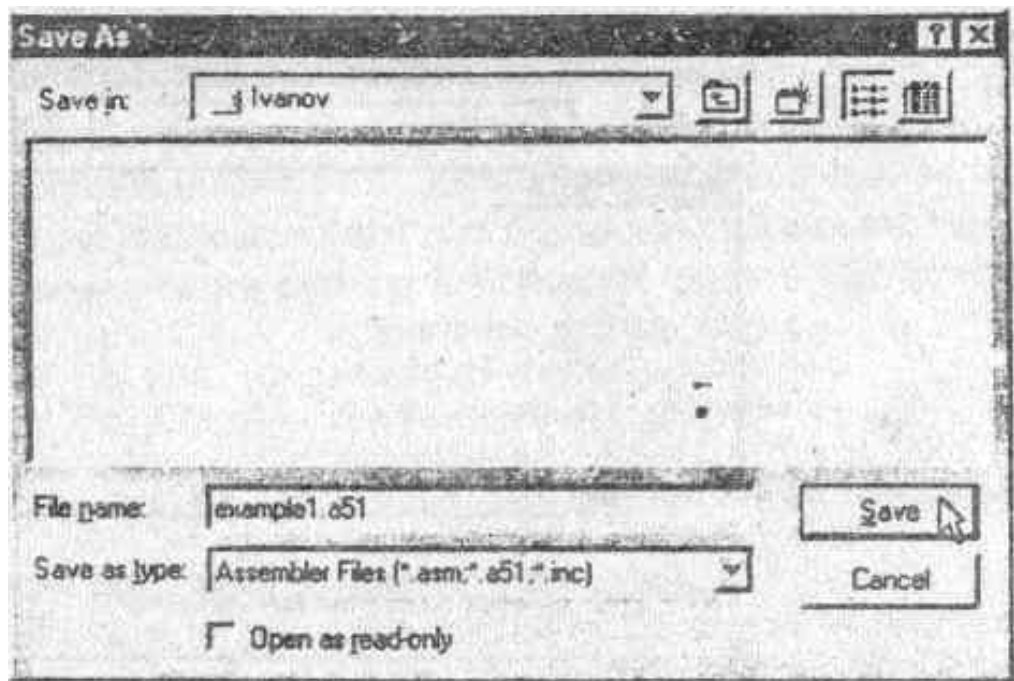 Save As
Save in: Ivanov
File name: example1.a51 Save
Save as type: Assembler Files (*.asm;*.a51;*.inc) Cancel
Open as read-only